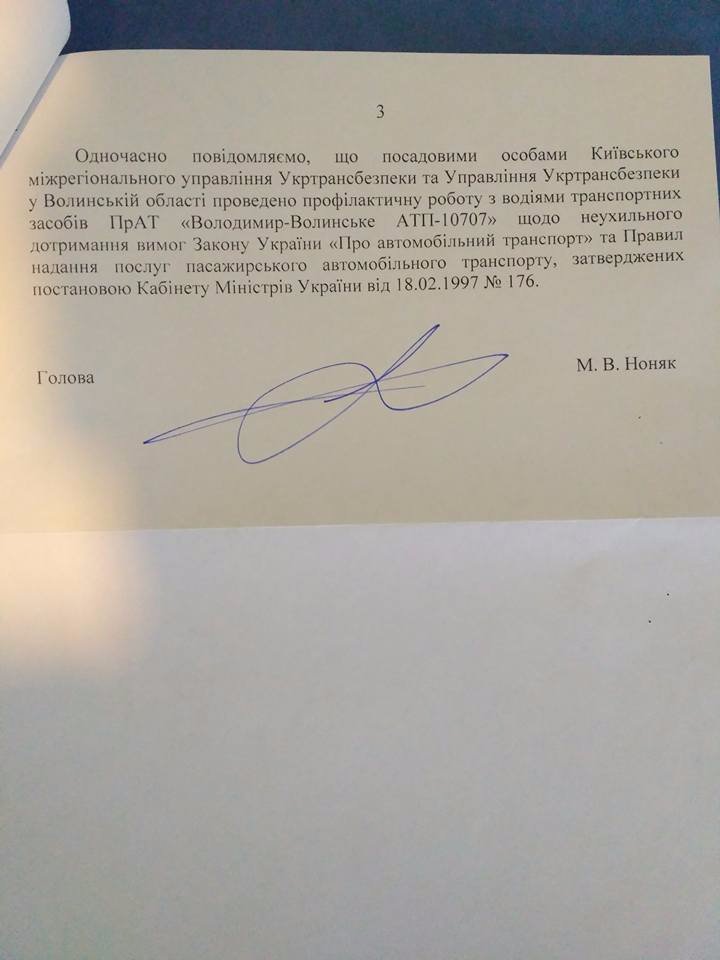 3
Одночасно повідомляємо, що посадовими особами Київського
міжрегіонального управління Укртрансбезпеки та Управління Укртрансбезпеки
у Волинській області проведено профілактичну роботу з водіями транспортних
засобів ПрАТ «Володимир-Волинське АТП-10707» щодо неухильного
дотримання вимог Закону України «Про автомобільний транспорт» та Правил
надання послуг пасажирського автомобільного транспорту, затверджених
постановою Кабінету Міністрів України від 18.02.1997 № 176.
Голова
М. В. Ноняк